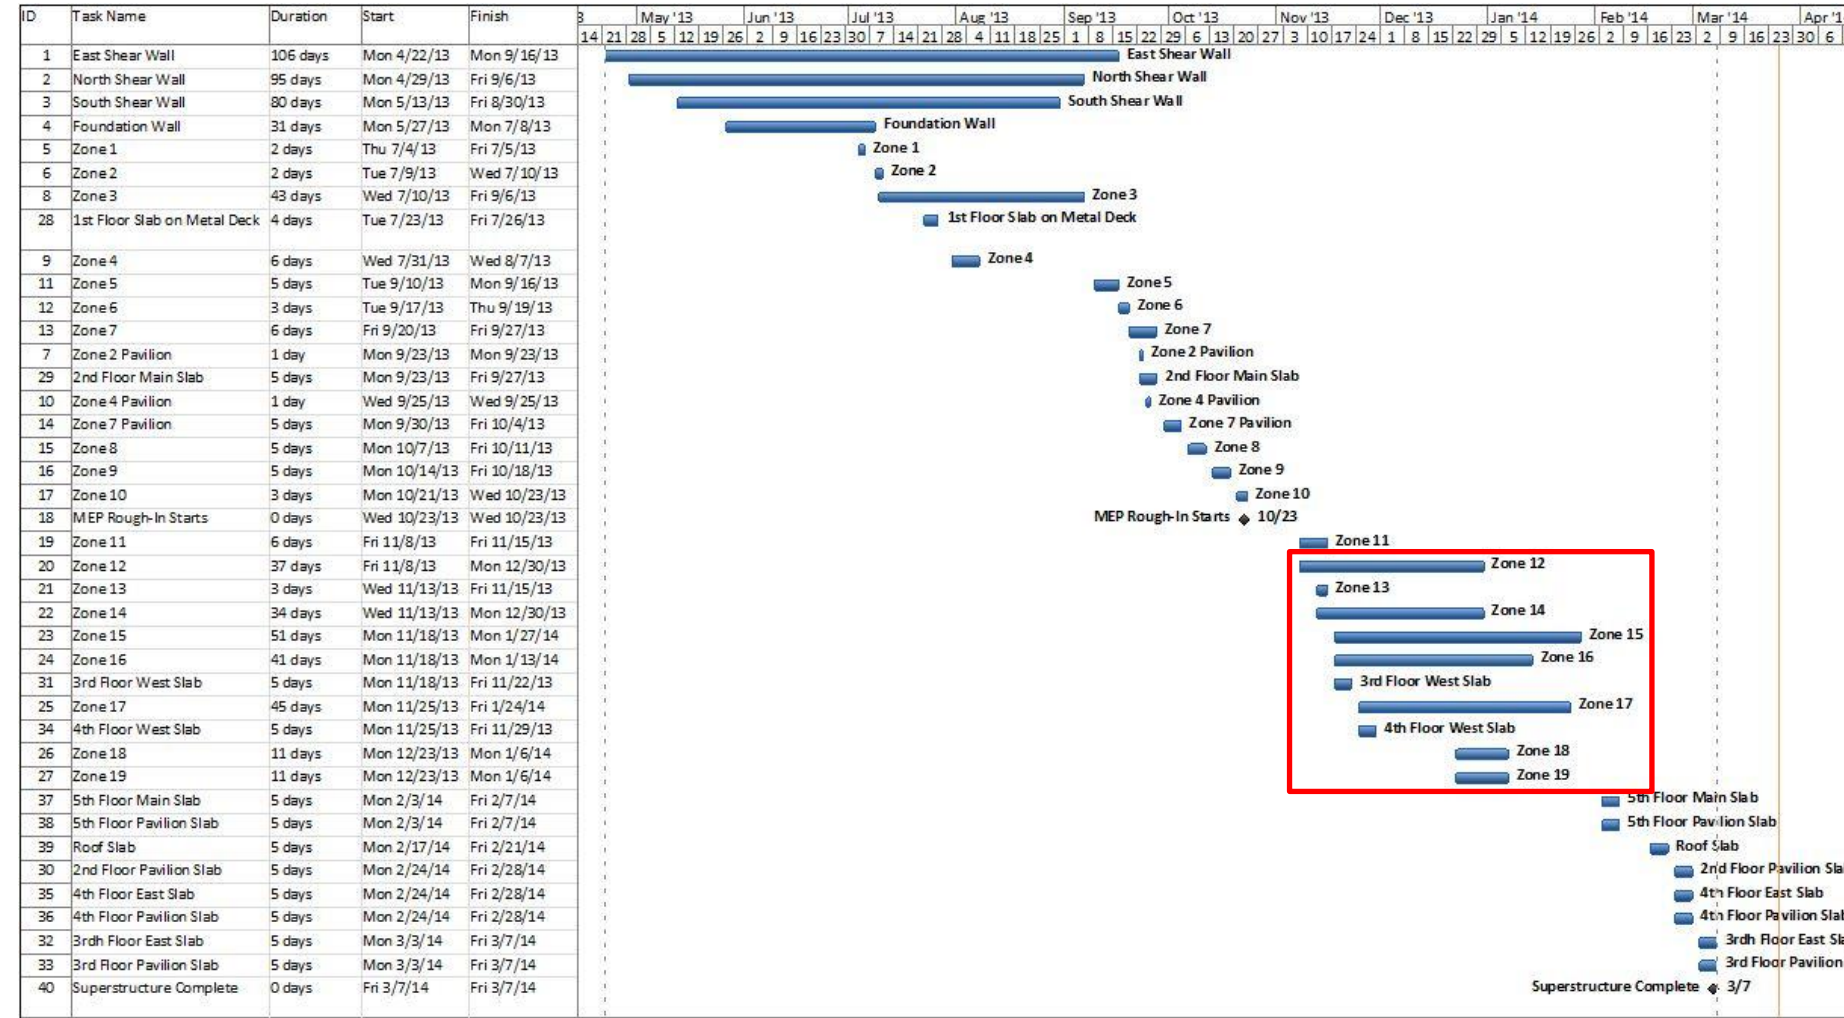 ID Task Name Duration Start Finish 3 May '13 Jun '13 Jul '13 Aug '13 Sep '13 Oct '13 Nov '13 Dec '13 Jan '14 Feb '14 Mar '14 Apr '1
14 21 28 5 12 19 26 2 9 16 23 30 7 14 21 28 4 11 18 25 1 8 15 22 29 6 13 20 27 3 10 17 24 1 8 15 22 29 5 12 19 26 2 9 16 23 2 9 16 23 30 6
1 East Shear Wall 106 days Mon 4/22/13 Mon 9/16/13 East Shear Wall
2 North Shear Wall 95 days Mon 4/29/13 Fri 9/6/13 North Shear Wall
3 South Shear Wall 80 days Mon 5/13/13 Fri 8/30/13 South Shear Wall
4 Foundation Wall 31 days Mon 5/27/13 Mon 7/8/13 Foundation Wall
5 Zone 1 2 days Thu 7/4/13 Fri 7/5/13 Zone 1
6 Zone 2 2 days Tue 7/9/13 Wed 7/10/13 Zone 2
8 Zone 3 43 days Wed 7/10/13 Fri 9/6/13 Zone 3
28 1st Floor Slab on Metal Deck 4 days Tue 7/23/13 Fri 7/26/13 1st Floor Slab on Metal Deck
9 Zone 4 6 days Wed 7/31/13 Wed 8/7/13 Zone 4
11 Zone 5 5 days Tue 9/10/13 Mon 9/16/13 Zone 5
12 Zone 6 3 days Tue 9/17/13 Thu 9/19/13 Zone 6
13 Zone 7 6 days Fri 9/20/13 Fri 9/27/13 Zone 7
7 Zone 2 Pavilion 1 day Mon 9/23/13 Mon 9/23/13 Zone 2 Pavilion
29 2nd Floor Main Slab 5 days Mon 9/23/13 Fri 9/27/13 2nd Floor Main Slab
10 Zone 4 Pavilion 1 day Wed 9/25/13 Wed 9/25/13 Zone 4 Pavilion
14 Zone 7 Pavilion 5 days Mon 9/30/13 Fri 10/4/13 Zone 7 Pavilion
15 Zone 8 5 days Mon 10/7/13 Fri 10/11/13 Zone 8
16 Zone 9 5 days Mon 10/14/13 Fri 10/18/13 Zone 9
17 Zone 10 3 days Mon 10/21/13 Wed 10/23/13 Zone 10
18 MEP Rough-In Starts 0 days Wed 10/23/13 Wed 10/23/13 MEP Rough-In Starts 10/23
19 Zone 11 6 days Fri 11/8/13 Fri 11/15/13 Zone 11
20 Zone 12 37 days Fri 11/8/13 Mon 12/30/13 Zone 12
21 Zone 13 3 days Wed 11/13/13 Fri 11/15/13 Zone 13
22 Zone 14 34 days Wed 11/13/13 Mon 12/30/13 Zone 14
23 Zone 15 51 days Mon 11/18/13 Mon 1/27/14 Zone 15
24 Zone 16 41 days Mon 11/18/13 Mon 1/13/14 Zone 16
31 3rd Floor West Slab 5 days Mon 11/18/13 Fri 11/22/13 3rd Floor West Slab
25 Zone 17 45 days Mon 11/25/13 Fri 1/24/14 Zone 17
34 4th Floor West Slab 5 days Mon 11/25/13 Fri 11/29/13 4th Floor West Slab
26 Zone 18 11 days Mon 12/23/13 Mon 1/6/14 Zone 18
27 Zone 19 11 days Mon 12/23/13 Mon 1/6/14 Zone 19
37 5th Floor Main Slab 5 days Mon 2/3/14 Fri 2/7/14 5th Floor Main Slab
38 5th Floor Pavilion Slab 5 days Mon 2/3/14 Fri 2/7/14 5th Floor Pavilion Slab
39 Roof Slab 5 days Mon 2/17/14 Fri 2/21/14 Roof Slab
30 2nd Floor Pavilion Slab 5 days Mon 2/24/14 Fri 2/28/14 2nd Floor Pavilion Sla
35 4th Floor East Slab 5 days Mon 2/24/14 Fri 2/28/14 4th Floor East Slab
36 4th Floor Pavilion Slab 5 days Mon 2/24/14 Fri 2/28/14 4th Floor Pavilion Slab
32 3rdh Floor East Slab 5 days Mon 3/3/14 Fri 3/7/14 3rdh Floor East Sla
33 3rd Floor Pavilion Slab 5 days Mon 3/3/14 Fri 3/7/14 3rd Floor Pavilion
40 Superstructure Complete 0 days Fri 3/7/14 Fri 3/7/14 Superstructure Complete 3/7